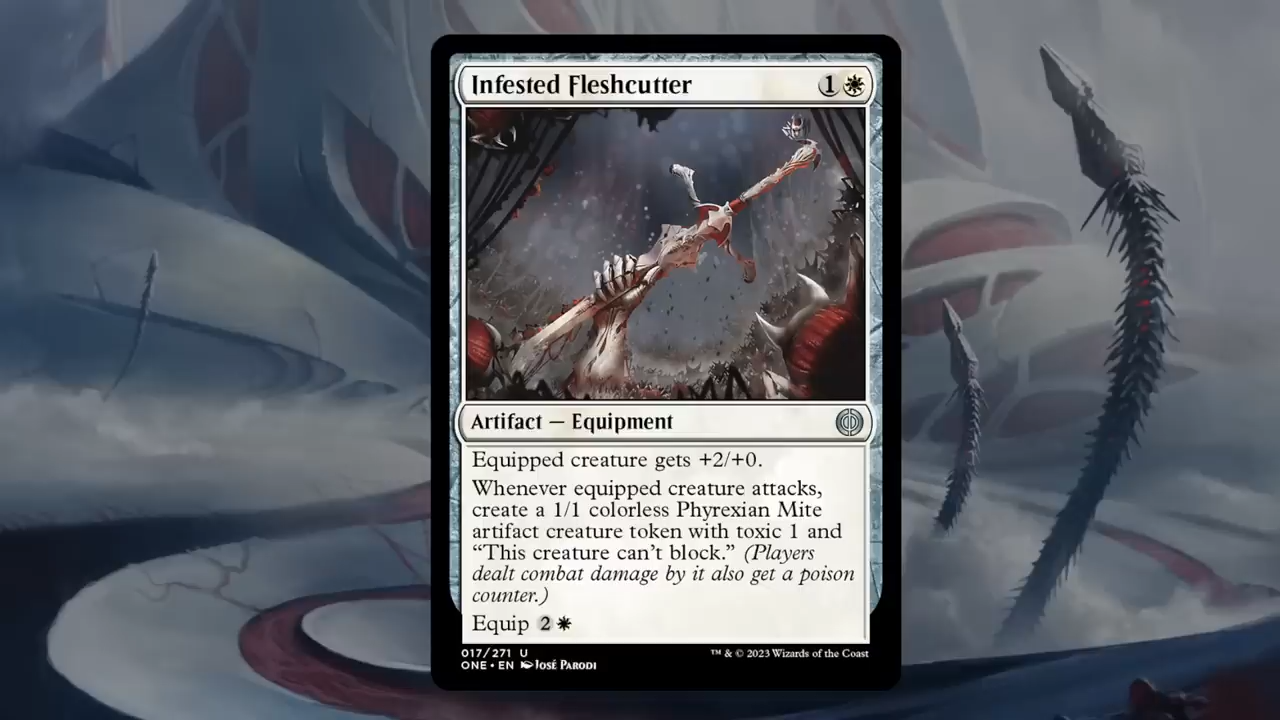 Infested Fleshcutter 1
Artifact — Equipment
Equipped creature gets +2/+0.
Whenever equipped creature attacks,
create a 1/1 colorless Phyrexian Mite
artifact creature token with toxic 1 and
“This creature can’t block.” (Players
dealt combat damage by it also get a poison
counter.)
Equip 2
017/271 U
ONE • EN José Parodi
™ & © 2023 Wizards of the Coast